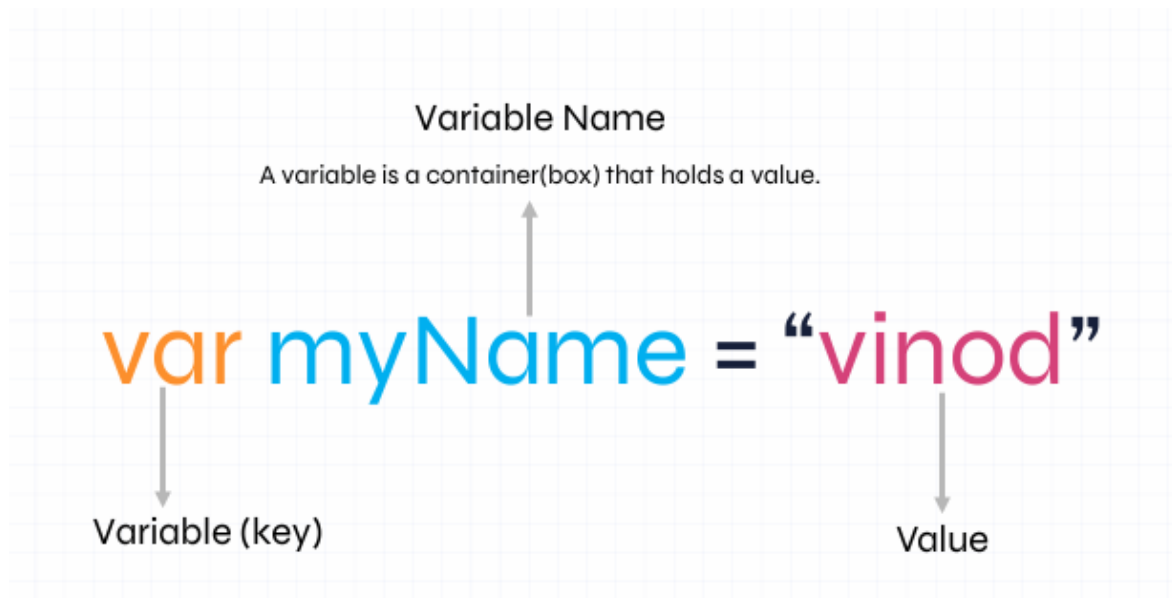 Variable Name
A variable is a container(box) that holds a value.
var myName = “vinod”
Variable (key)
Value